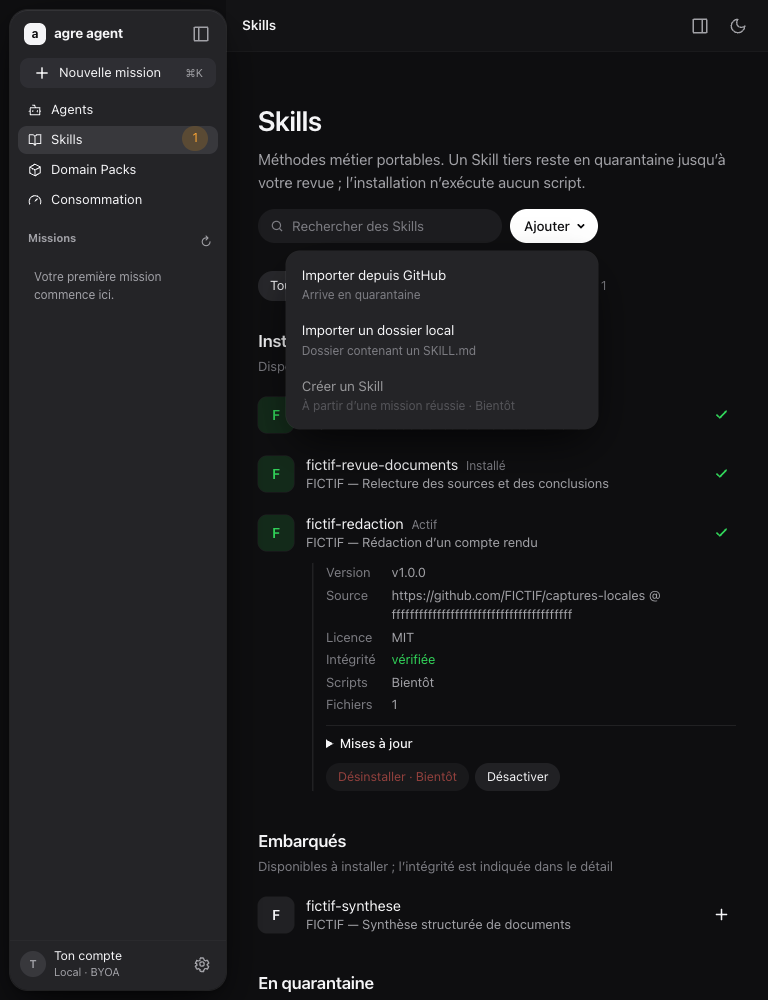 a agre agent
Nouvelle mission ⌘K
Agents
Skills 1
Domain Packs
Consommation
Missions
Votre première mission
commence ici.
T
Ton compte
Local · BYOA
Skills
Skills
Méthodes métier portables. Un Skill tiers reste en quarantaine jusqu’à
votre revue ; l’installation n’exécute aucun script.
Rechercher des Skills
Ajouter
Importer depuis GitHub
Arrive en quarantaine
Importer un dossier local
Dossier contenant un SKILL.md
Créer un Skill
À partir d’une mission réussie · Bientôt
1
F
F
fictif-revue-documents Installé
FICTIF — Relecture des sources et des conclusions
F
fictif-redaction Actif
FICTIF — Rédaction d’un compte rendu
Version v1.0.0
Source https://github.com/FICTIF/captures-locales @
ffffffffffffffffffffffffffffffffffffffff
Licence MIT
Intégrité vérifiée
Scripts Bientôt
Fichiers 1
Mises à jour
Désinstaller · Bientôt Désactiver
Embarqués
Disponibles à installer ; l’intégrité est indiquée dans le détail
F
fictif-synthese
FICTIF — Synthèse structurée de documents
En quarantaine